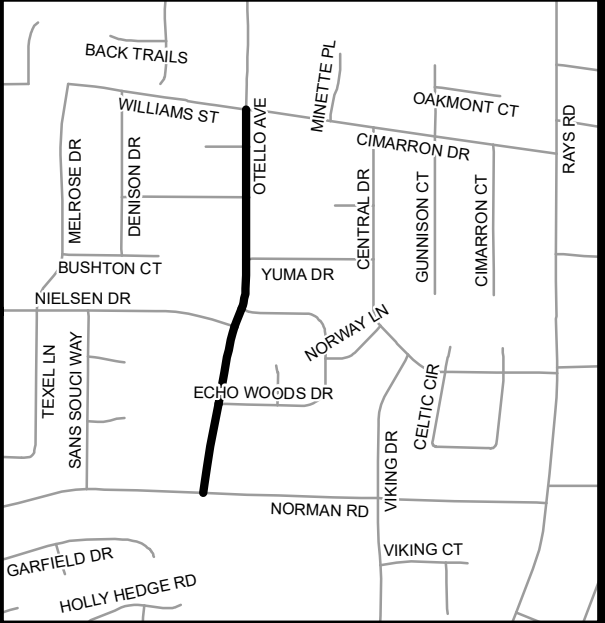 BACK TRAILS
MINETTE PL
OAKMONT CT
WILLIAMS ST
OTELLO AVE
RAYS RD
CIMARRON DR
MELROSE DR
DENISON DR
CENTRAL DR
GUNNISON CT
CIMARRON CT
BUSHTON CT
YUMA DR
NIELSEN DR
NORWAY LN
TEXEL LN
SANS SOUCI WAY
ECHO WOODS DR
CELTIC CIR
VIKING DR
NORMAN RD
VIKING CT
GARFIELD DR
HOLLY HEDGE RD